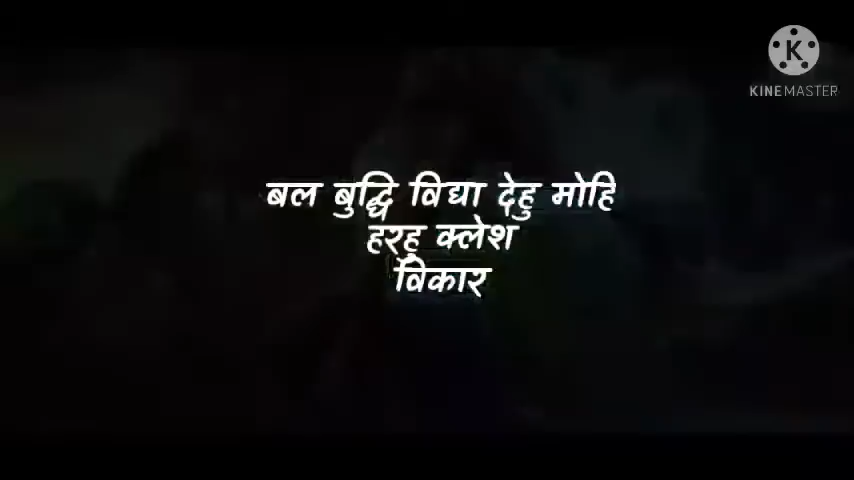 KINEMASTER
बल बुद्धि विद्या देहु मोहि
हरहु क्लेश
विकार